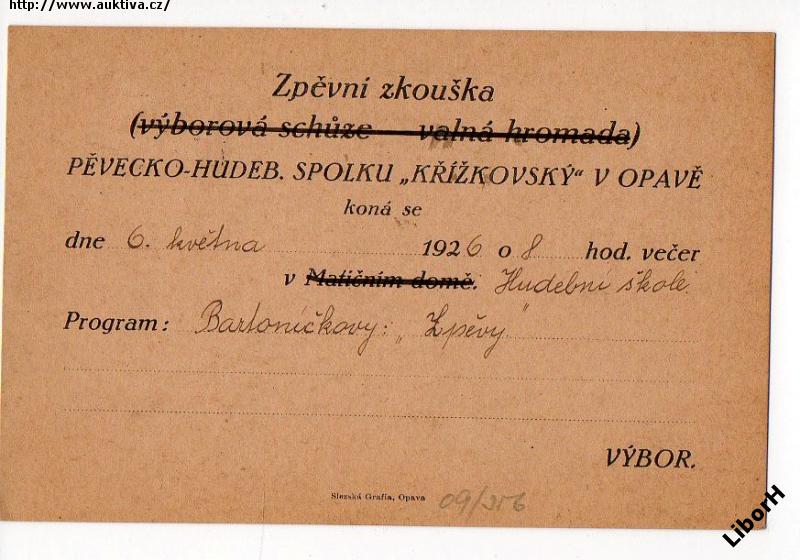 http://www.auktiva.cz/
Zpěvní zkouška
(výborová schůze — valná hromada)
PĚVECKO-HUDEB. SPOLKU „KŘÍŽKOVSKÝ“ V OPAVĚ
koná se
dne 6. května 1926 o 8 hod. večer
v Matičním domě. Hudební škole.
Program: Bartoníčkovy: „Zpěvy“
VÝBOR.
Slezská Grafia, Opava
09/256
LiborH